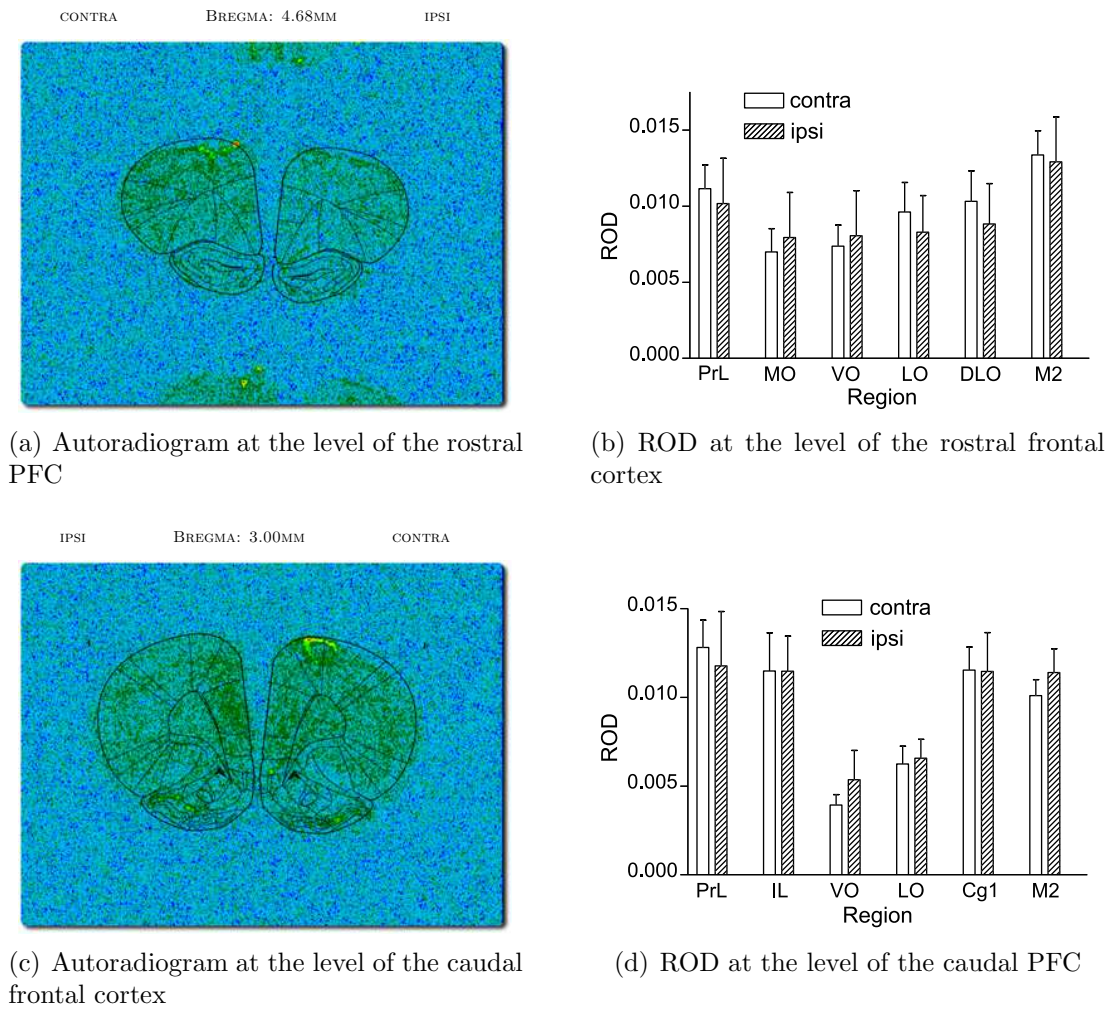 CONTRA BREGMA: 4.68MM IPSI
(a) Autoradiogram at the level of the rostral
PFC
contra
ipsi
0.015
0.010
0.005
0.000
ROD
PrL MO VO LO DLO M2
Region
(b) ROD at the level of the rostral frontal
cortex
IPSI BREGMA: 3.00MM CONTRA
(c) Autoradiogram at the level of the caudal
frontal cortex
contra
ipsi
0.015
0.010
0.005
0.000
ROD
PrL IL VO LO Cg1 M2
Region
(d) ROD at the level of the caudal PFC